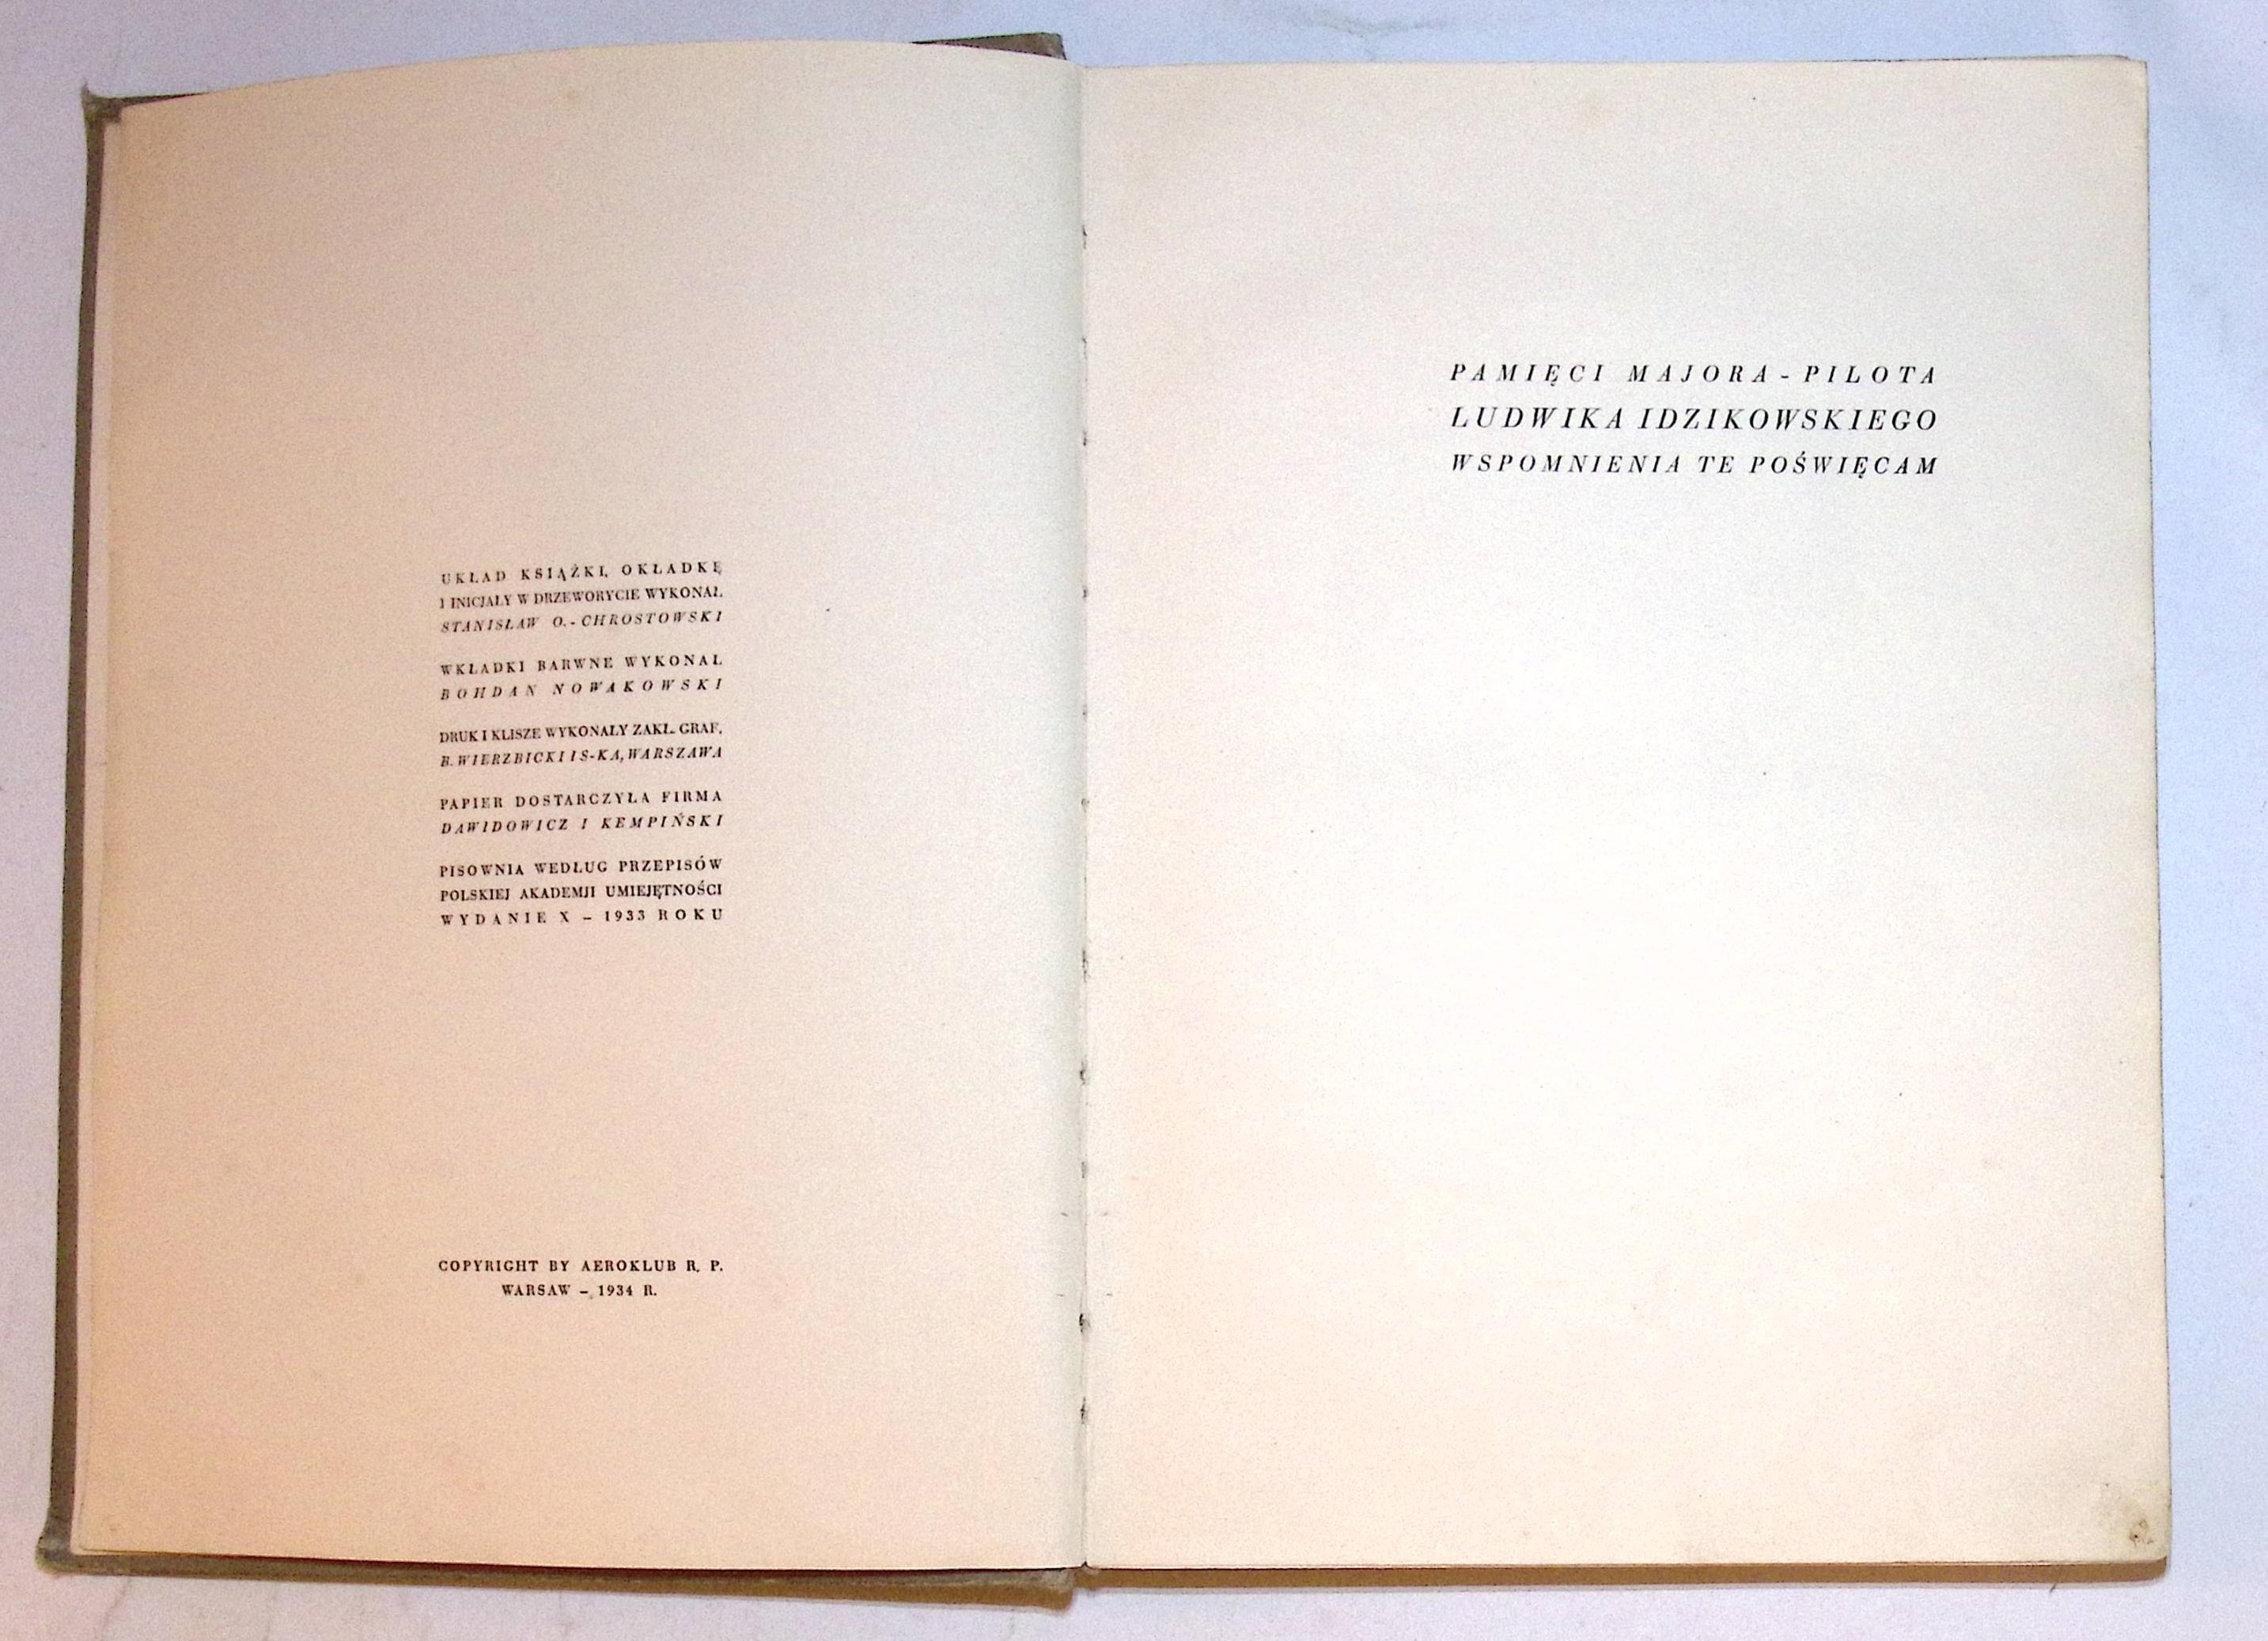 UKŁAD KSIĄŻKI, OKŁADKĘ
I INICJAŁY W DRZEWORYCIE WYKONAŁ
STANISŁAW O.-CHROSTOWSKI
WKŁADKI BARWNE WYKONAŁ
BOHDAN NOWAKOWSKI
DRUK I KLISZE WYKONAŁY ZAKŁ. GRAF.
B. WIERZBICKI I S-KA, WARSZAWA
PAPIER DOSTARCZYŁA FIRMA
DAWIDOWICZ I KEMPIŃSKI
PISOWNIA WEDŁUG PRZEPISÓW
POLSKIEJ AKADEMJI UMIEJĘTNOŚCI
WYDANIE X – 1933 ROKU
COPYRIGHT BY AEROKLUB R. P.
WARSAW – 1934 R.
PAMIĘCI MAJORA-PILOTA
LUDWIKA IDZIKOWSKIEGO
WSPOMNIENIA TE POŚWIĘCAM